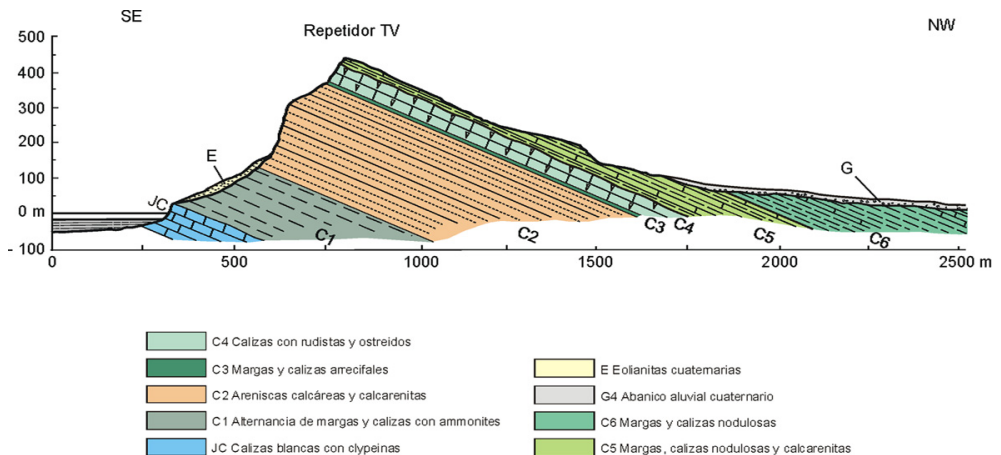 SE
Repetidor TV
NW
500
400
300
200
100
0 m
- 100
E
JC
G
C1
C2
C3
C4
C5
C6
0
500
1000
1500
2000
2500 m
C4 Calizas con rudistas y ostreidos
C3 Margas y calizas arrecifales
C2 Areniscas calcáreas y calcarenitas
C1 Alternancia de margas y calizas con ammonites
JC Calizas blancas con clypeinas
E Eolianitas cuaternarias
G4 Abanico aluvial cuaternario
C6 Margas y calizas nodulosas
C5 Margas, calizas nodulosas y calcarenitas